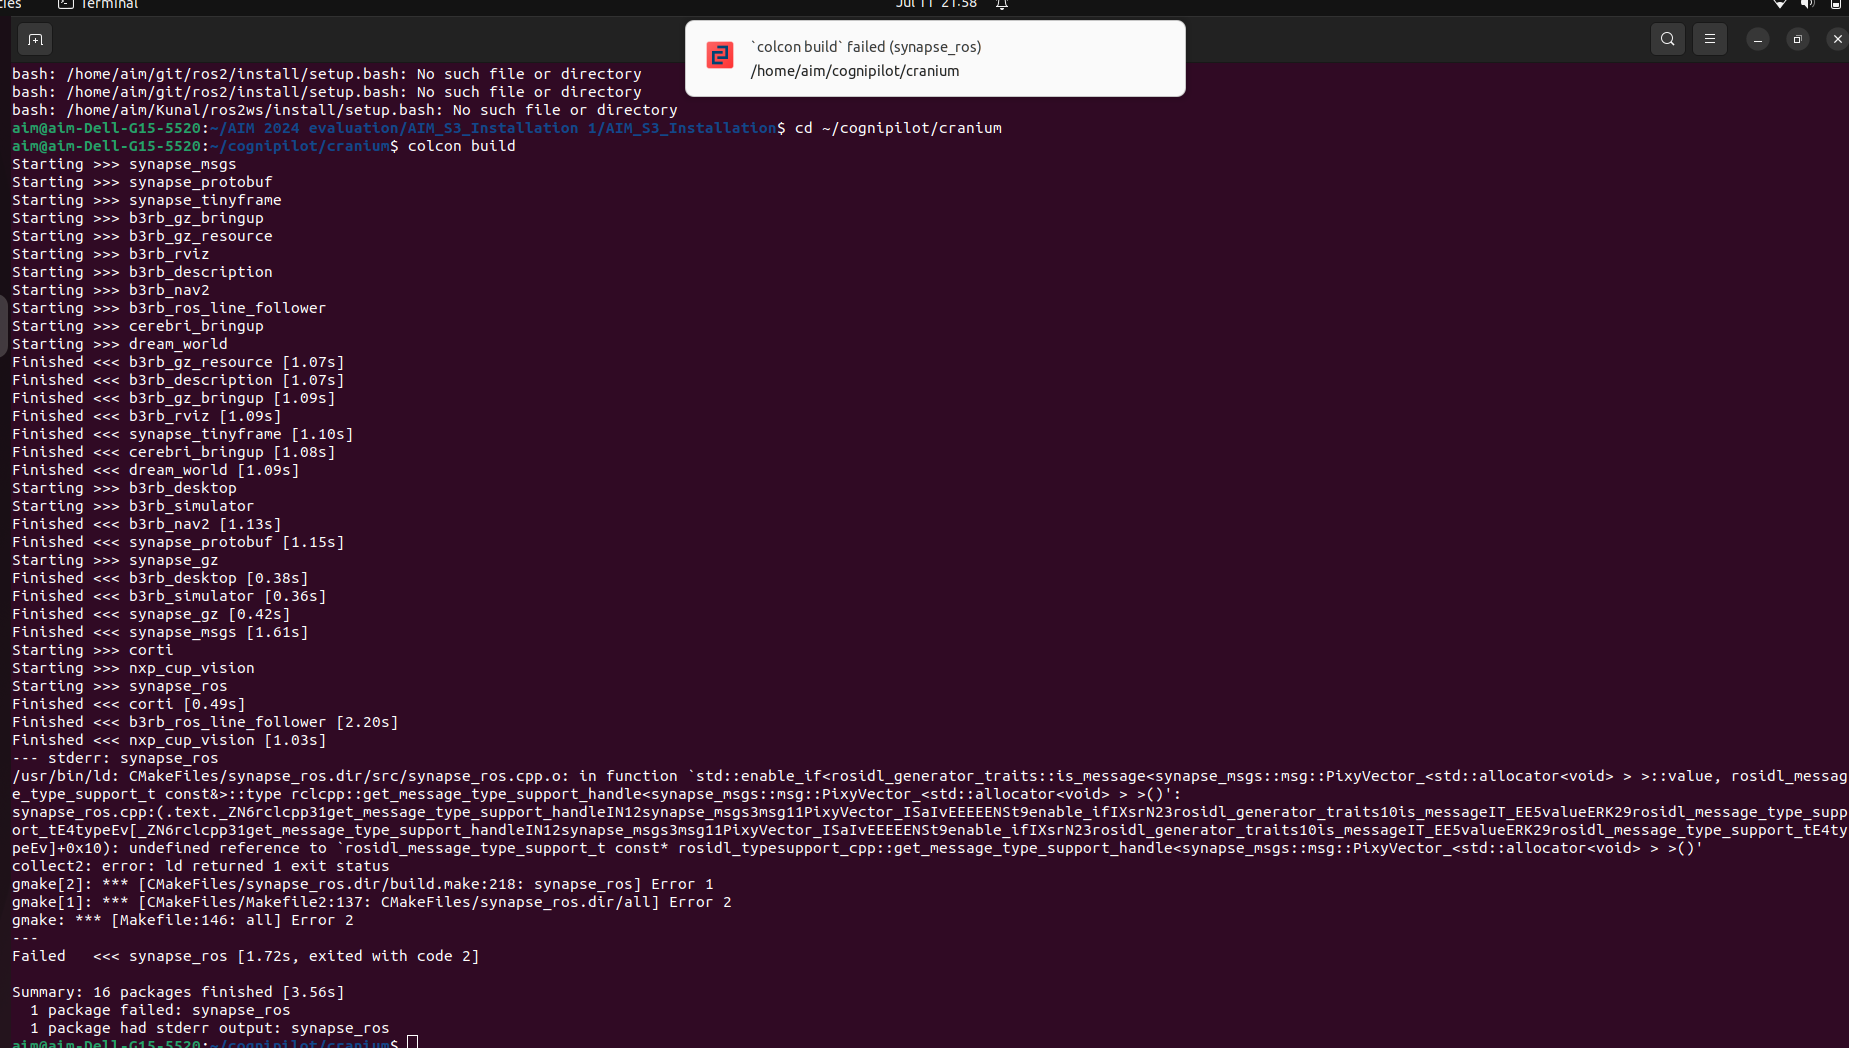 Terminal
Jul 11 21:58
`colcon build` failed (synapse_ros)
/home/aim/cognipilot/cranium
bash: /home/aim/git/ros2/install/setup.bash: No such file or directory
bash: /home/aim/git/ros2/install/setup.bash: No such file or directory
bash: /home/aim/Kunal/ros2ws/install/setup.bash: No such file or directory
aim@aim-Dell-G15-5520:~/AIM 2024 evaluation/AIM_S3_Installation 1/AIM_S3_Installation$ cd ~/cognipilot/cranium
aim@aim-Dell-G15-5520:~/cognipilot/cranium$ colcon build
Starting >>> synapse_msgs
Starting >>> synapse_protobuf
Starting >>> synapse_tinyframe
Starting >>> b3rb_gz_bringup
Starting >>> b3rb_gz_resource
Starting >>> b3rb_rviz
Starting >>> b3rb_description
Starting >>> b3rb_nav2
Starting >>> b3rb_ros_line_follower
Starting >>> cerebri_bringup
Starting >>> dream_world
Finished <<< b3rb_gz_resource [1.07s]
Finished <<< b3rb_description [1.07s]
Finished <<< b3rb_gz_bringup [1.09s]
Finished <<< b3rb_rviz [1.09s]
Finished <<< synapse_tinyframe [1.10s]
Finished <<< cerebri_bringup [1.08s]
Finished <<< dream_world [1.09s]
Starting >>> b3rb_desktop
Starting >>> b3rb_simulator
Finished <<< b3rb_nav2 [1.13s]
Finished <<< synapse_protobuf [1.15s]
Starting >>> synapse_gz
Finished <<< b3rb_desktop [0.38s]
Finished <<< b3rb_simulator [0.36s]
Finished <<< synapse_gz [0.42s]
Finished <<< synapse_msgs [1.61s]
Starting >>> corti
Starting >>> nxp_cup_vision
Starting >>> synapse_ros
Finished <<< corti [0.49s]
Finished <<< b3rb_ros_line_follower [2.20s]
Finished <<< nxp_cup_vision [1.03s]
--- stderr: synapse_ros
/usr/bin/ld: CMakeFiles/synapse_ros.dir/src/synapse_ros.cpp.o: in function `std::enable_if<rosidl_generator_traits::is_message<synapse_msgs::msg::PixyVector_<std::allocator<void> > >::value, rosidl_messag
e_type_support_t const&>::type rclcpp::get_message_type_support_handle<synapse_msgs::msg::PixyVector_<std::allocator<void> > >()':
synapse_ros.cpp:(.text._ZN6rclcpp31get_message_type_support_handleIN12synapse_msgs3msg11PixyVector_ISaIvEEEEENSt9enable_ifIXsrN23rosidl_generator_traits10is_messageIT_EE5valueERK29rosidl_message_type_supp
ort_tE4typeEv[_ZN6rclcpp31get_message_type_support_handleIN12synapse_msgs3msg11PixyVector_ISaIvEEEEENSt9enable_ifIXsrN23rosidl_generator_traits10is_messageIT_EE5valueERK29rosidl_message_type_support_tE4ty
peEv]+0x10): undefined reference to `rosidl_message_type_support_t const* rosidl_typesupport_cpp::get_message_type_support_handle<synapse_msgs::msg::PixyVector_<std::allocator<void> > >()'
collect2: error: ld returned 1 exit status
gmake[2]: *** [CMakeFiles/synapse_ros.dir/build.make:218: synapse_ros] Error 1
gmake[1]: *** [CMakeFiles/Makefile2:137: CMakeFiles/synapse_ros.dir/all] Error 2
gmake: *** [Makefile:146: all] Error 2
---
Failed   <<< synapse_ros [1.72s, exited with code 2]
Summary: 16 packages finished [3.56s]
  1 package failed: synapse_ros
  1 package had stderr output: synapse_ros
aim@aim-Dell-G15-5520:~/cognipilot/cranium$